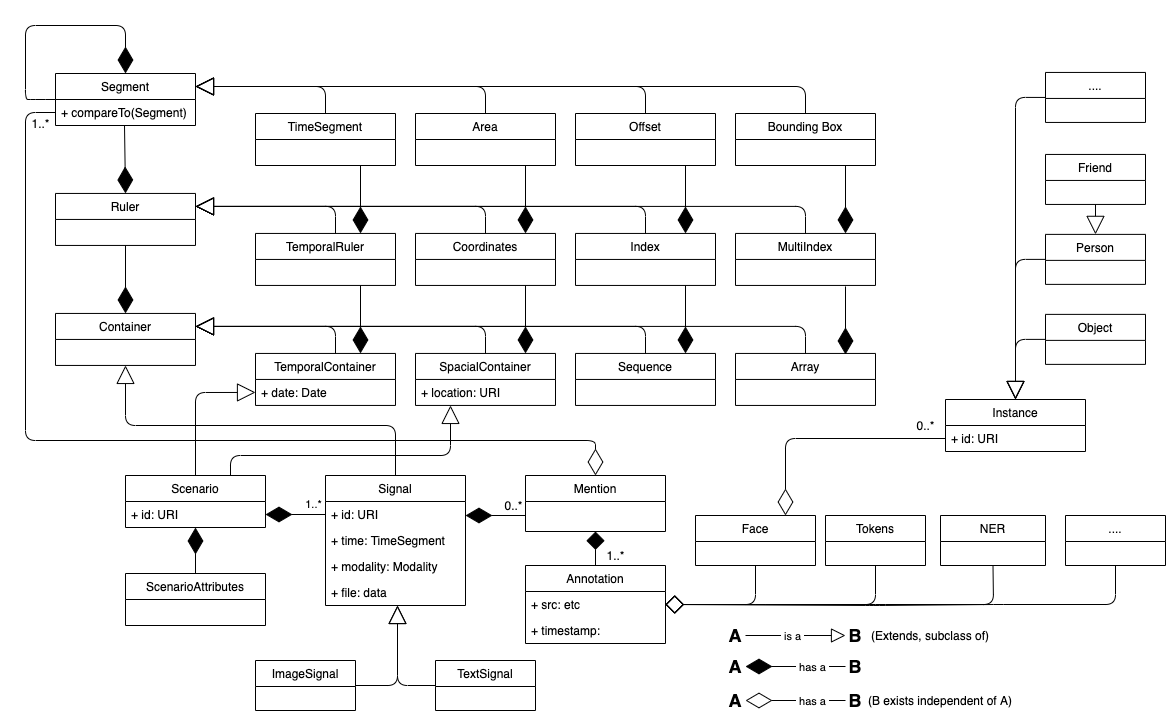 Segment
+ compareTo(Segment)
1..*
TimeSegment
Area
Offset
Bounding Box
....
Friend
Ruler
TemporalRuler
Coordinates
Index
MultiIndex
Person
Container
Object
TemporalContainer
+ date: Date
SpacialContainer
+ location: URI
Sequence
Array
Instance
+ id: URI
0..*
Scenario
+ id: URI
1..*
Signal
+ id: URI
+ time: TimeSegment
+ modality: Modality
+ file: data
0..*
Mention
1..*
Face
Tokens
NER
....
ScenarioAttributes
Annotation
+ src: etc
+ timestamp:
ImageSignal
TextSignal
A is a B (Extends, subclass of)
A has a B
A has a B (B exists independent of A)